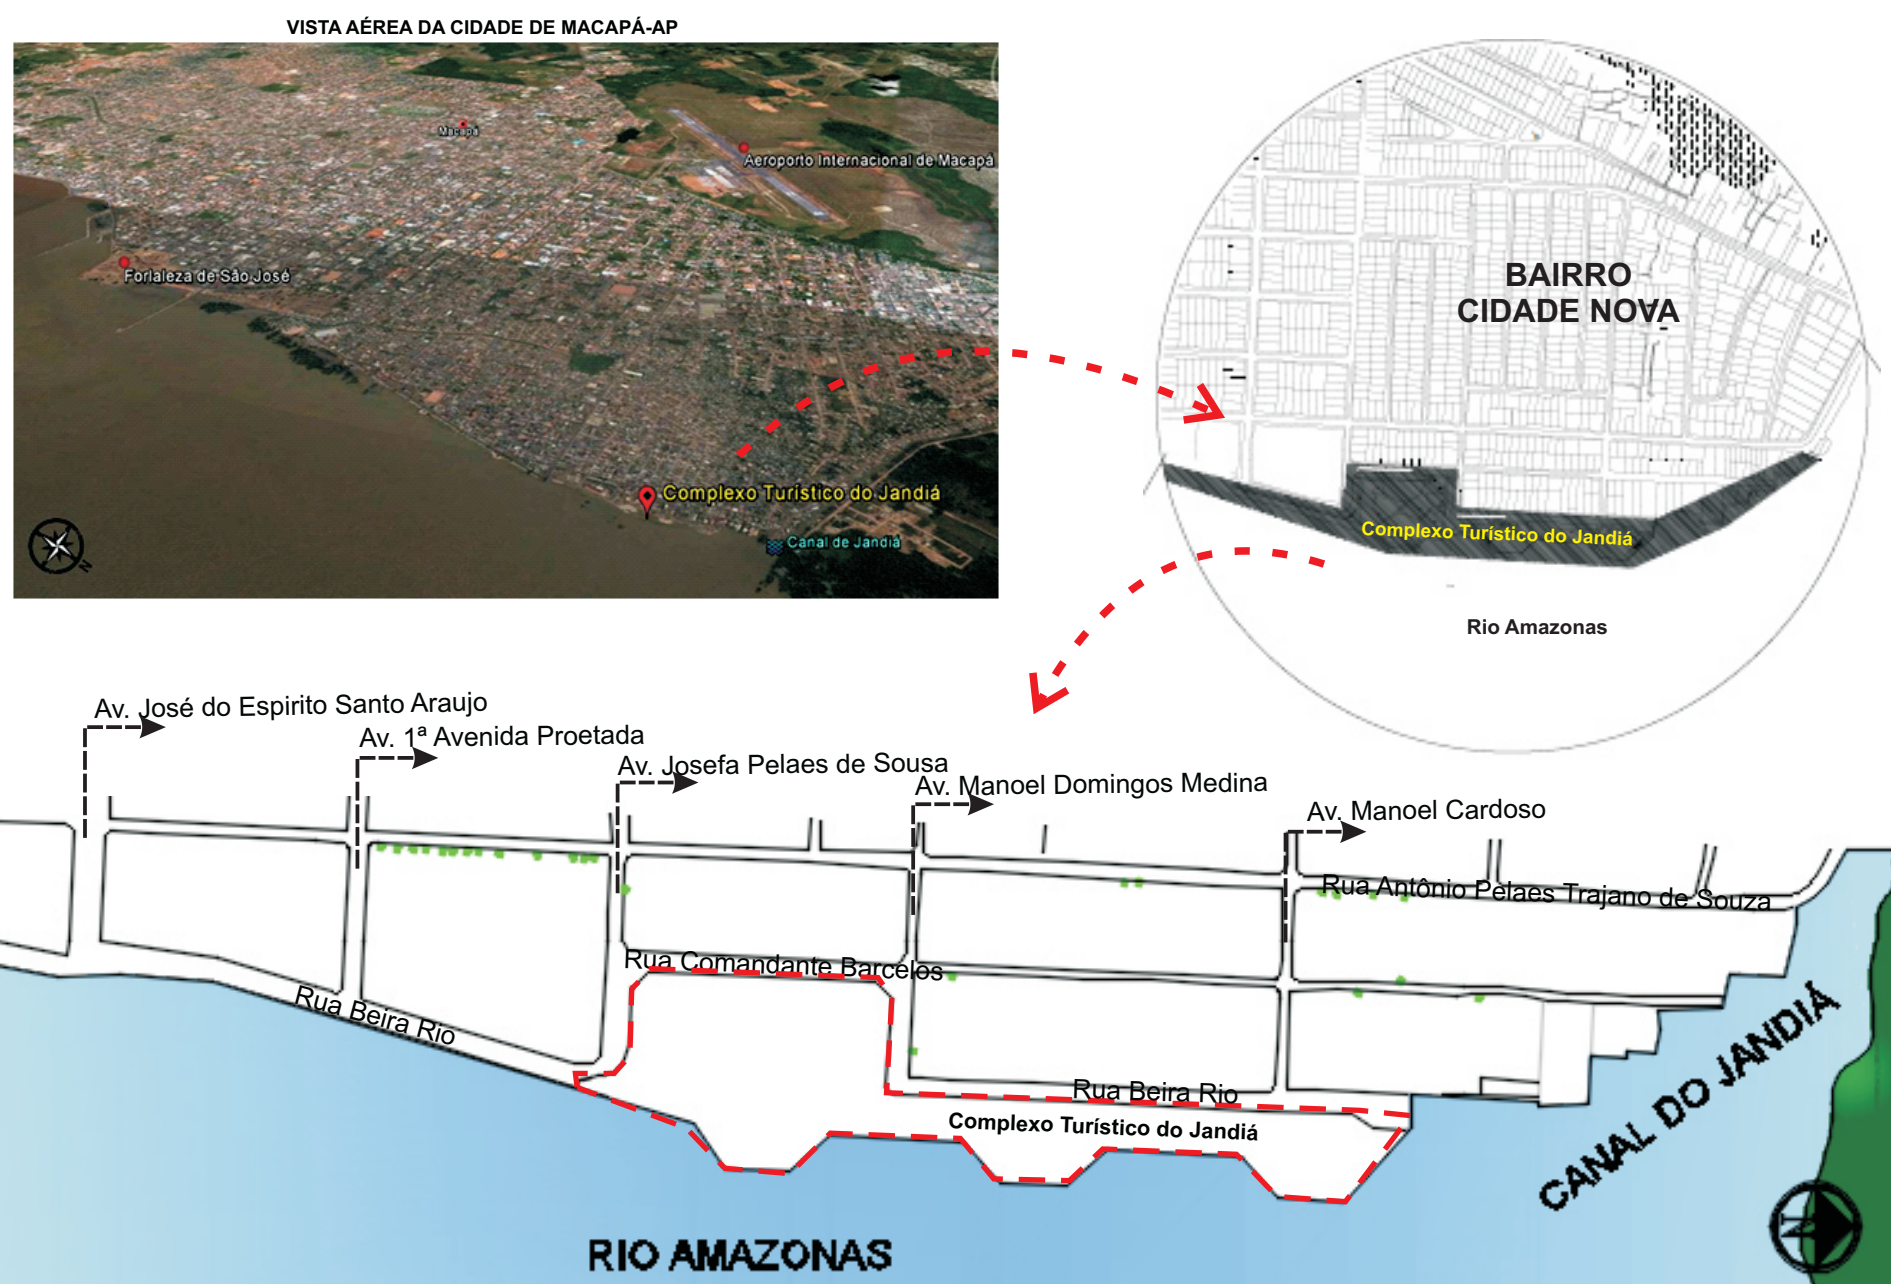 VISTA AÉREA DA CIDADE DE MACAPÁ-AP
Macapá
Aeroporto Internacional de Macapá
Forlaleza de São José
Complexo Turístico do Jandiá
Canal de Jandiá
N
BAIRRO
CIDADE NOVA
Complexo Turístico do Jandiá
Rio Amazonas
Av. José do Espirito Santo Araujo
Av. 1ª Avenida Proetada
Av. Josefa Pelaes de Sousa
Av. Manoel Domingos Medina
Av. Manoel Cardoso
Rua Antônio Pelaes Trajano de Souza
Rua Comandante Barcelos
Rua Beira Rio
Rua Beira Rio
Complexo Turístico do Jandiá
CANAL DO JANDIÁ
RIO AMAZONAS
N